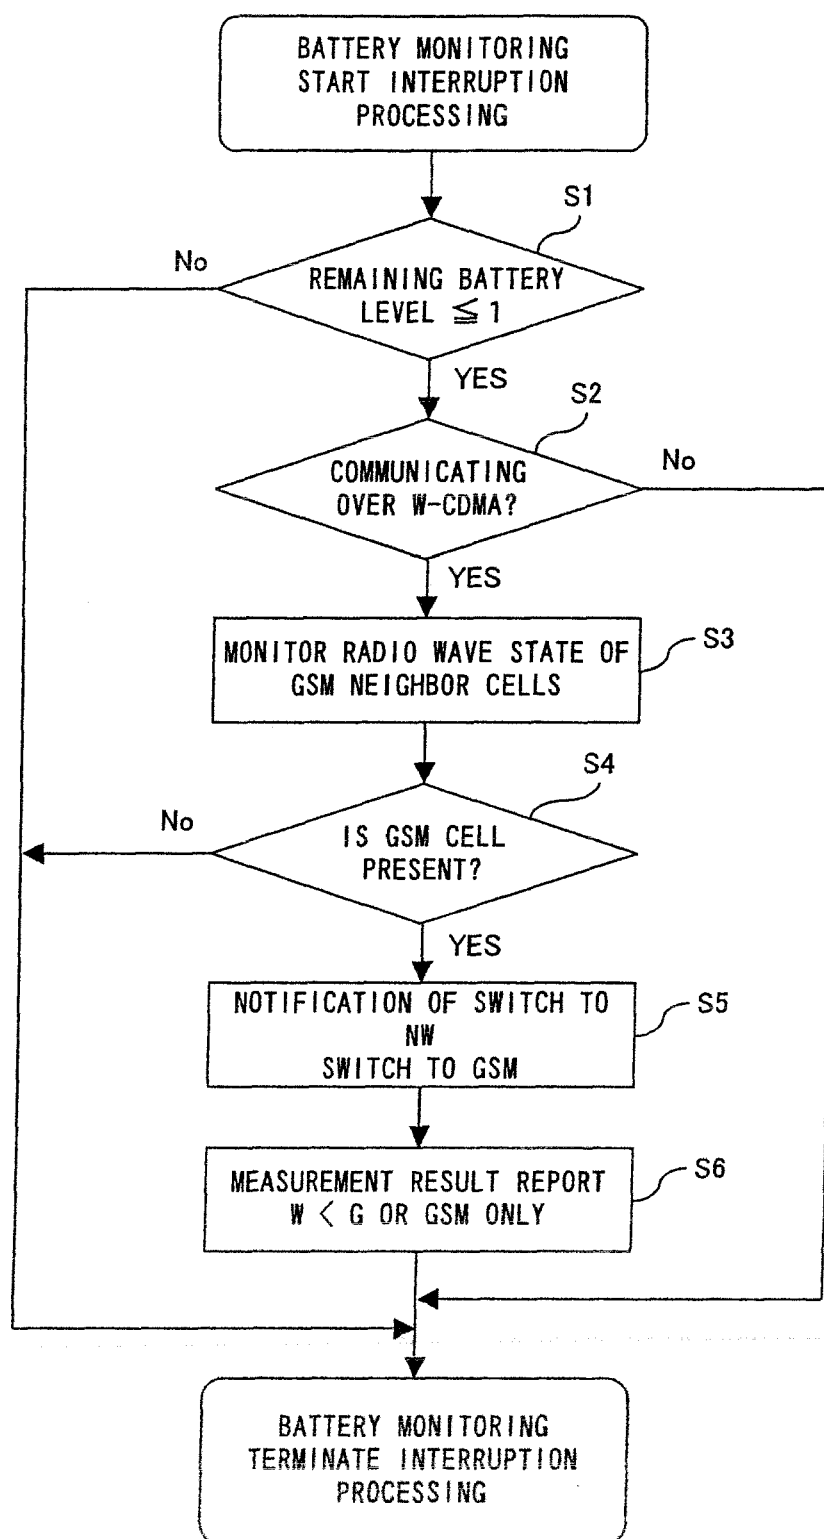 BATTERY MONITORING
START INTERRUPTION
PROCESSING
S1
No
REMAINING BATTERY
LEVEL ≦ 1
YES
S2
No
COMMUNICATING
OVER W-CDMA?
YES
S3
MONITOR RADIO WAVE STATE OF
GSM NEIGHBOR CELLS
S4
No
IS GSM CELL
PRESENT?
YES
S5
NOTIFICATION OF SWITCH TO
NW
SWITCH TO GSM
S6
MEASUREMENT RESULT REPORT
W < G OR GSM ONLY
BATTERY MONITORING
TERMINATE INTERRUPTION
PROCESSING